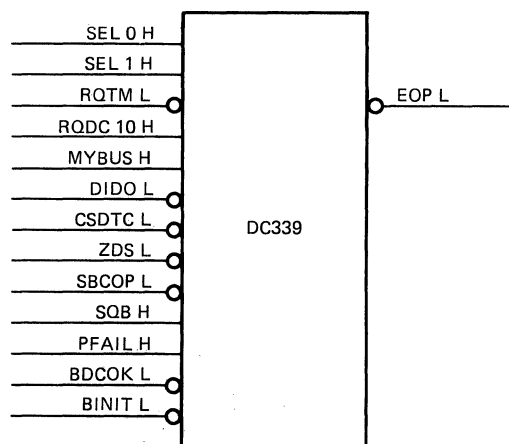 SEL 0 H
SEL 1 H
RQTM L
EOP L
RQDC 10 H
MYBUS H
DIDO L
CSDTC L
DC339
ZDS L
SBCOP L
SQB H
PFAIL H
BDCOK L
BINIT L